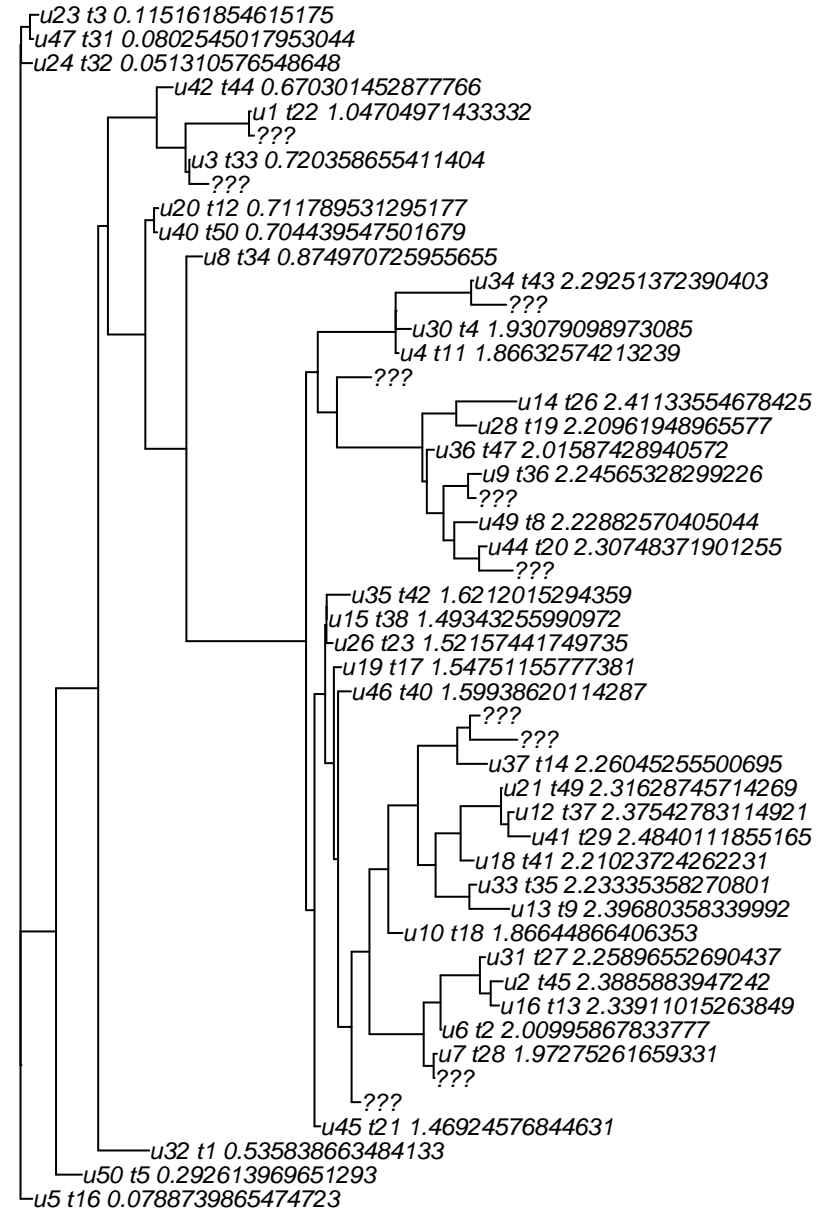 u23 t3 0.115161854615175
u47 t31 0.0802545017953044
u24 t32 0.051310576548648
u42 t44 0.670301452877766
u1 t22 1.04704971433332
???
u3 t33 0.720358655411404
???
u20 t12 0.711789531295177
u40 t50 0.704439547501679
u8 t34 0.874970725955655
u34 t43 2.29251372390403
???
u30 t4 1.93079098973085
u4 t11 1.86632574213239
???
u14 t26 2.41133554678425
u28 t19 2.20961948965577
u36 t47 2.01587428940572
u9 t36 2.24565328299226
???
u49 t8 2.22882570405044
u44 t20 2.30748371901255
???
u35 t42 1.6212015294359
u15 t38 1.49343255990972
u26 t23 1.52157441749735
u19 t17 1.54751155777381
u46 t40 1.59938620114287
???
???
u37 t14 2.26045255500695
u21 t49 2.31628745714269
u12 t37 2.37542783114921
u41 t29 2.4840111855165
u18 t41 2.21023724262231
u33 t35 2.23335358270801
u13 t9 2.39680358339992
u10 t18 1.86644866406353
u31 t27 2.25896552690437
u2 t45 2.3885883947242
u16 t13 2.33911015263849
u6 t2 2.00995867833777
u7 t28 1.97275261659331
???
???
u45 t21 1.46924576844631
u32 t1 0.535838663484133
u50 t5 0.292613969651293
u5 t16 0.0788739865474723